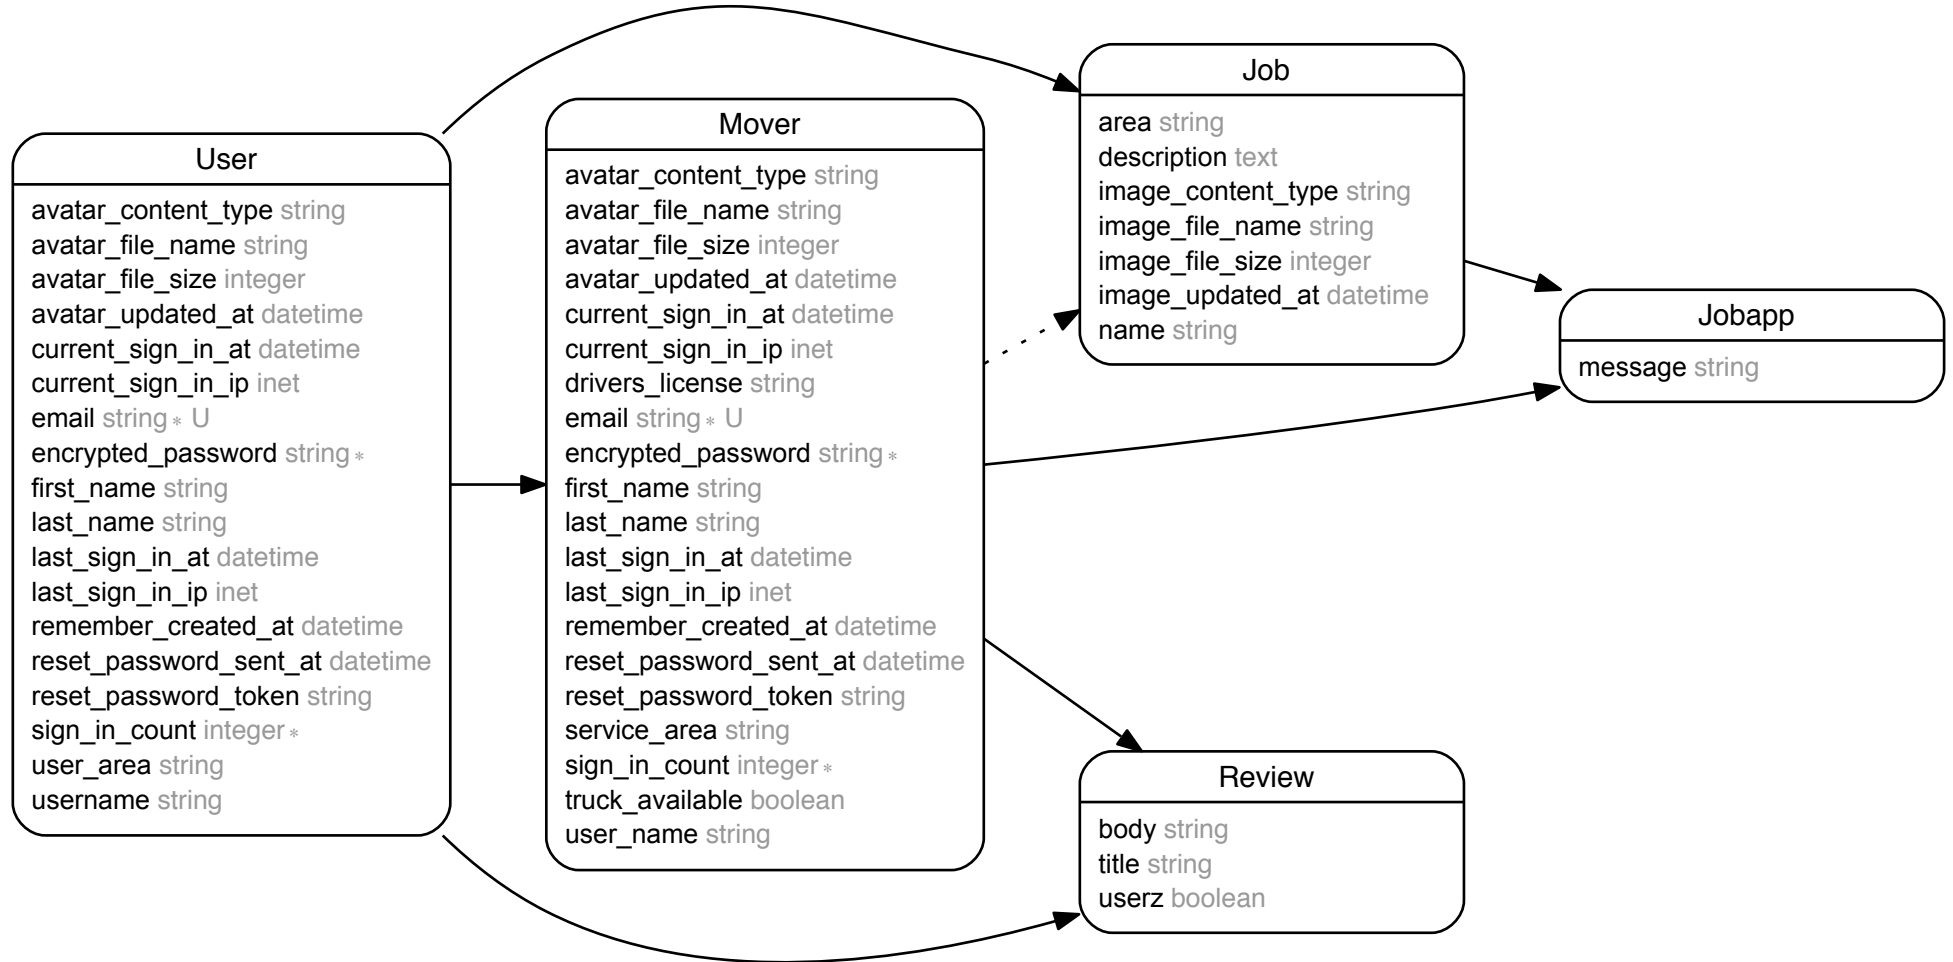 User
avatar_content_type string
avatar_file_name string
avatar_file_size integer
avatar_updated_at datetime
current_sign_in_at datetime
current_sign_in_ip inet
email string * U
encrypted_password string *
first_name string
last_name string
last_sign_in_at datetime
last_sign_in_ip inet
remember_created_at datetime
reset_password_sent_at datetime
reset_password_token string
sign_in_count integer *
user_area string
username string
Mover
avatar_content_type string
avatar_file_name string
avatar_file_size integer
avatar_updated_at datetime
current_sign_in_at datetime
current_sign_in_ip inet
drivers_license string
email string * U
encrypted_password string *
first_name string
last_name string
last_sign_in_at datetime
last_sign_in_ip inet
remember_created_at datetime
reset_password_sent_at datetime
reset_password_token string
service_area string
sign_in_count integer *
truck_available boolean
user_name string
Job
area string
description text
image_content_type string
image_file_name string
image_file_size integer
image_updated_at datetime
name string
Jobapp
message string
Review
body string
title string
userz boolean